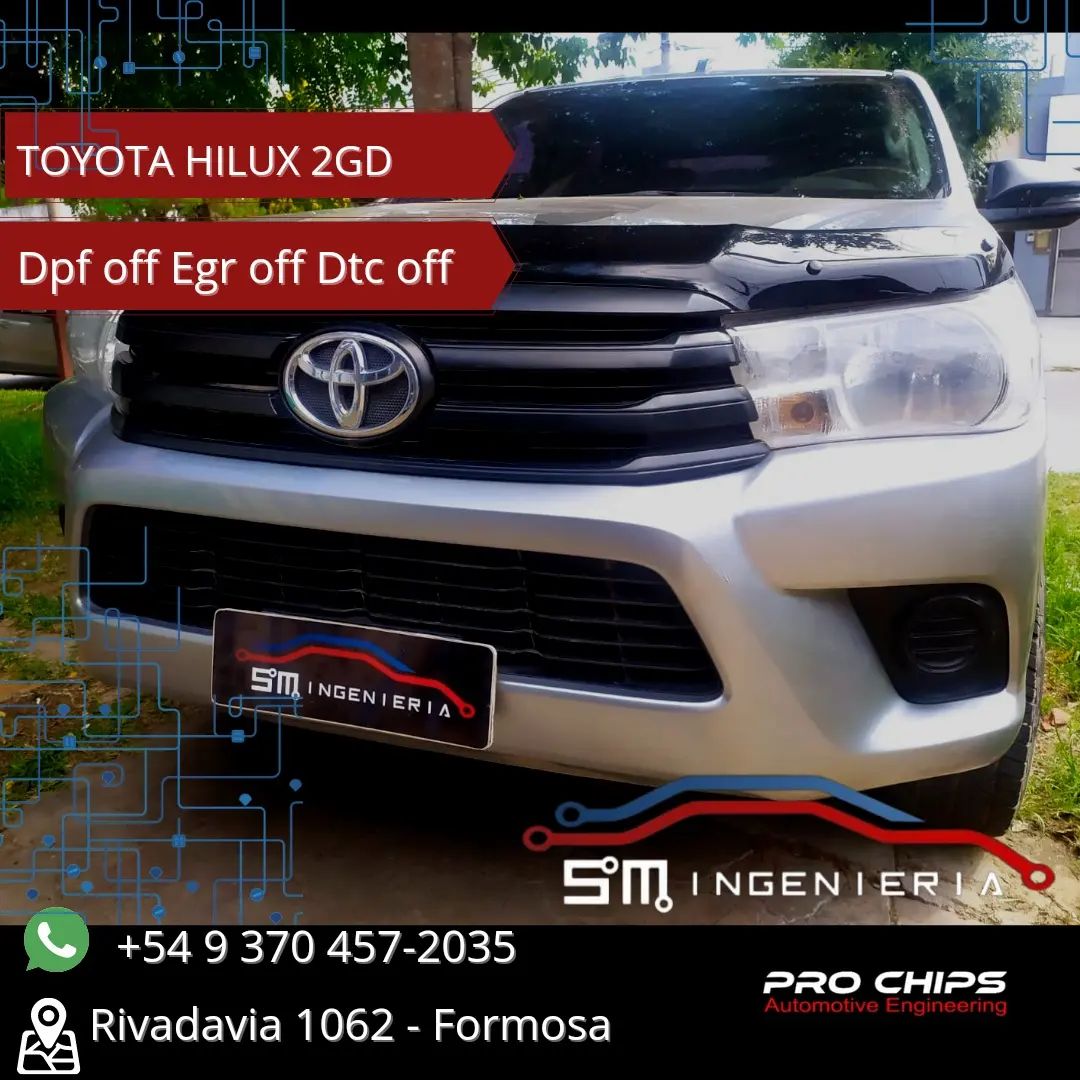 TOYOTA HILUX 2GD
Dpf off Egr off Dtc off
SM INGENIERIA
SM INGENIERIA
+54 9 370 457-2035
PRO CHIPS
Automotive Engineering
Rivadavia 1062 - Formosa